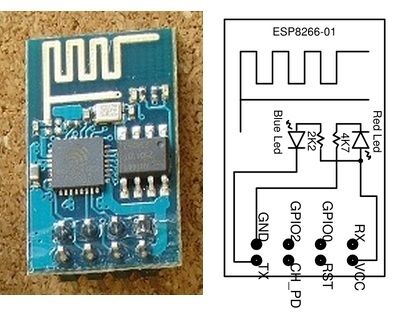 ESP8266-01
Blue Led
2K2
4K7
Red Led
GND
GPIO2
GPIO0
RX
TX
CH_PD
RST
VCC